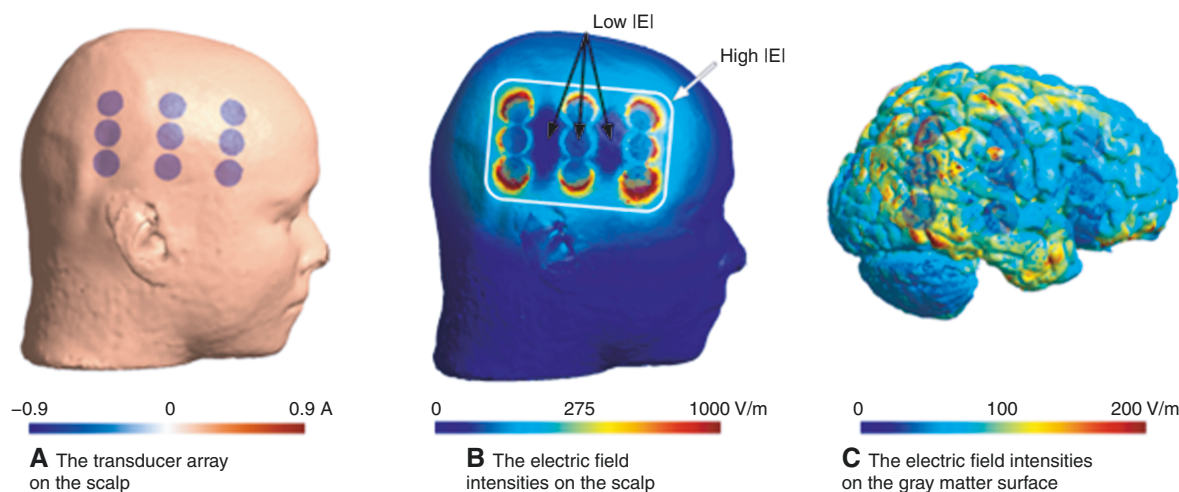 Low |E|
High |E|
−0.9 0 0.9 A
A The transducer array
on the scalp
0 275 1000 V/m
B The electric field
intensities on the scalp
0 100 200 V/m
C The electric field intensities
on the gray matter surface